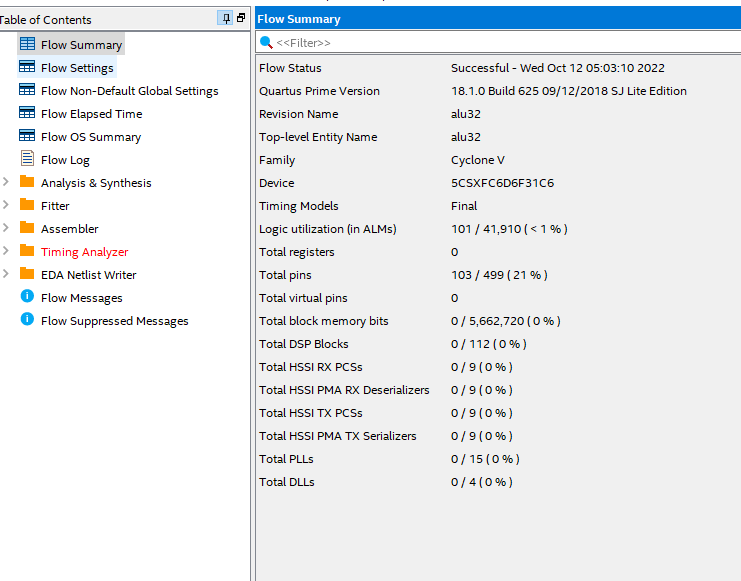 Table of Contents
Flow Summary
Flow Settings
Flow Non-Default Global Settings
Flow Elapsed Time
Flow OS Summary
Flow Log
Analysis & Synthesis
Fitter
Assembler
Timing Analyzer
EDA Netlist Writer
Flow Messages
Flow Suppressed Messages
Flow Summary
<<Filter>>
Flow Status Successful - Wed Oct 12 05:03:10 2022
Quartus Prime Version 18.1.0 Build 625 09/12/2018 SJ Lite Edition
Revision Name alu32
Top-level Entity Name alu32
Family Cyclone V
Device 5CSXFC6D6F31C6
Timing Models Final
Logic utilization (in ALMs) 101 / 41,910 ( < 1 % )
Total registers 0
Total pins 103 / 499 ( 21 % )
Total virtual pins 0
Total block memory bits 0 / 5,662,720 ( 0 % )
Total DSP Blocks 0 / 112 ( 0 % )
Total HSSI RX PCSs 0 / 9 ( 0 % )
Total HSSI PMA RX Deserializers 0 / 9 ( 0 % )
Total HSSI TX PCSs 0 / 9 ( 0 % )
Total HSSI PMA TX Serializers 0 / 9 ( 0 % )
Total PLLs 0 / 15 ( 0 % )
Total DLLs 0 / 4 ( 0 % )